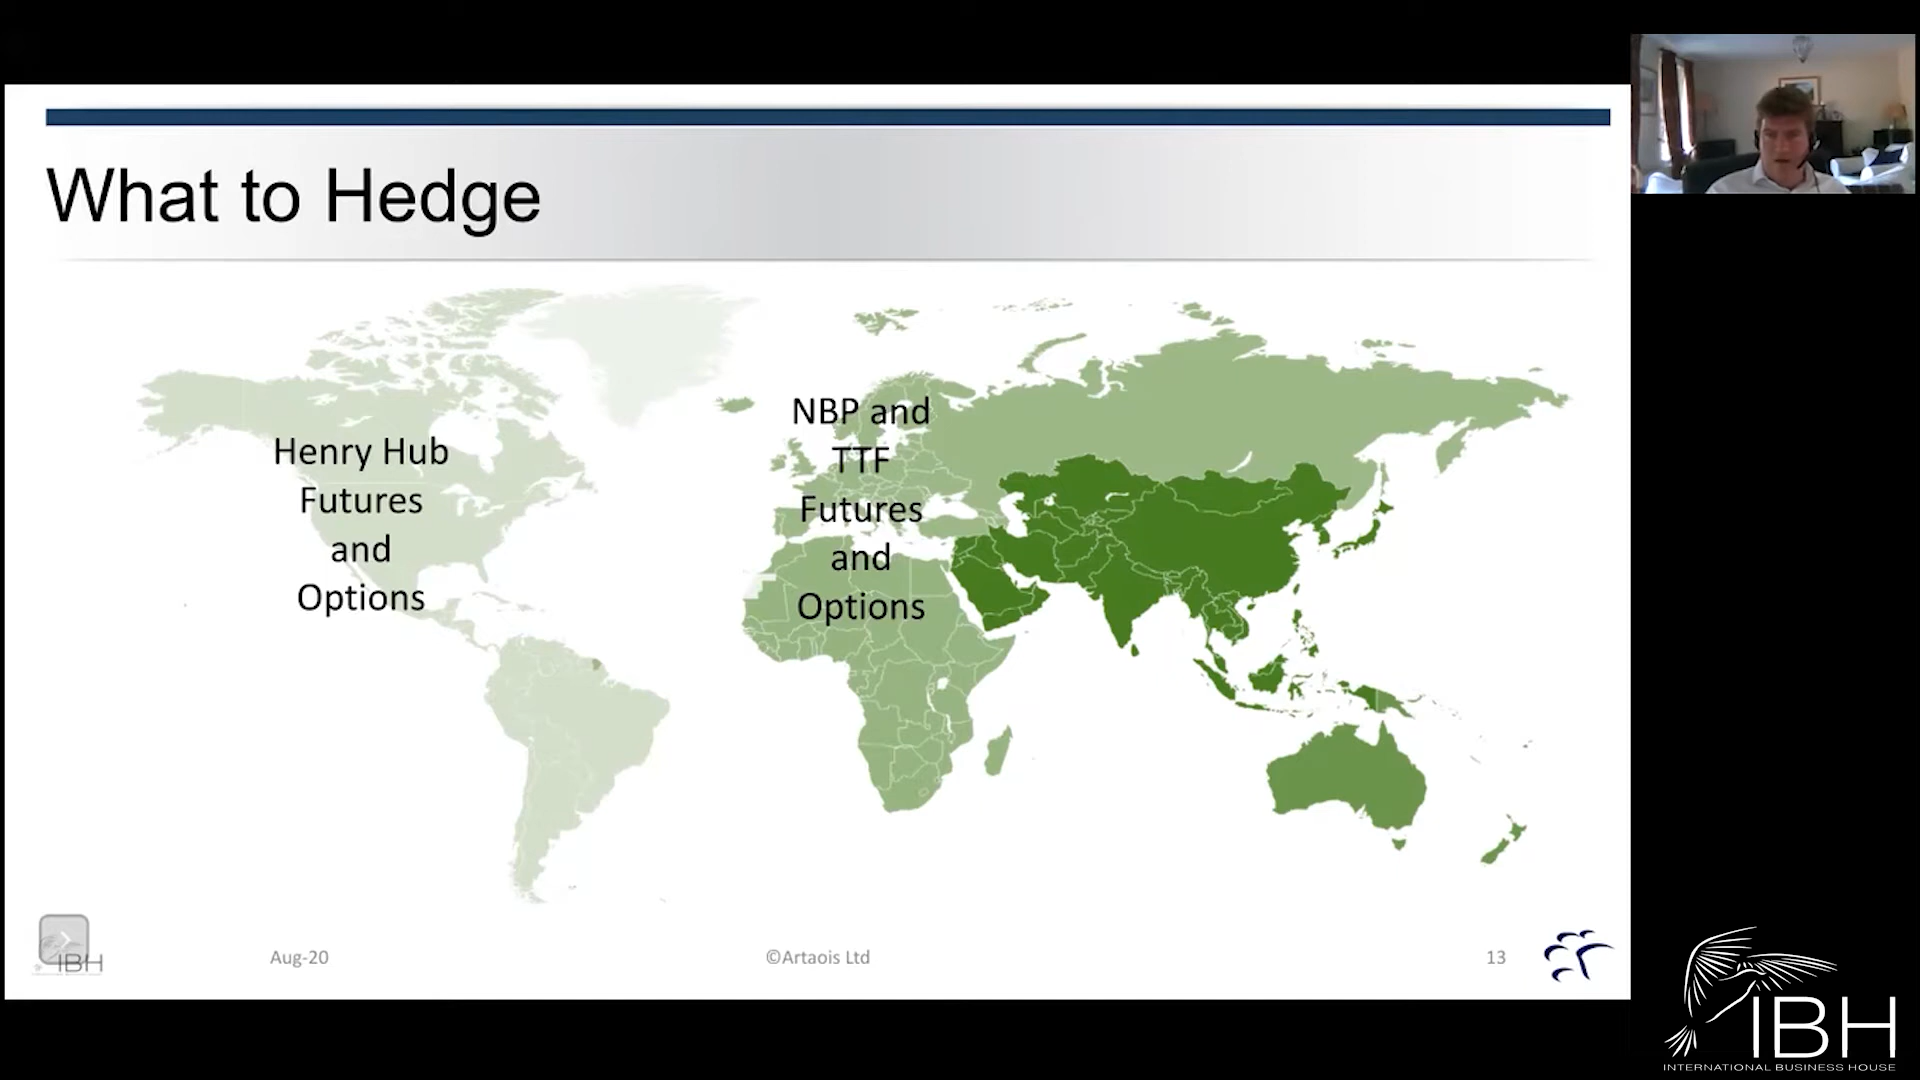 What to Hedge
Henry Hub
Futures
and
Options
NBP and
TTF
Futures
and
Options
IBH
Aug-20
©Artaois Ltd
13
IBH
INTERNATIONAL BUSINESS HOUSE